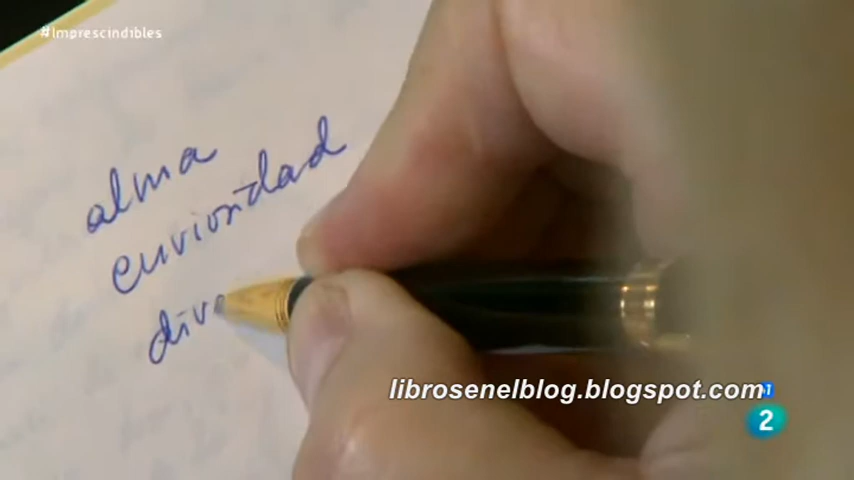 #Imprescindibles
alma
curiosidad
div
librosenelblog.blogspot.com
2